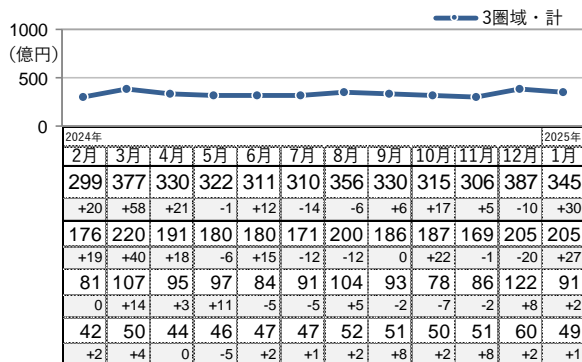 3圏域・計
1000
(億円)
500
0
2024年 2025年
2月 3月 4月 5月 6月 7月 8月 9月 10月 11月 12月 1月
299 377 330 322 311 310 356 330 315 306 387 345
+20 +58 +21 -1 +12 -14 -6 +6 +17 +5 -10 +30
176 220 191 180 180 171 200 186 187 169 205 205
+19 +40 +18 -6 +15 -12 -12 0 +22 -1 -20 +27
81 107 95 97 84 91 104 93 78 86 122 91
0 +14 +3 +11 -5 -5 +5 -2 -7 -2 +8 +2
42 50 44 46 47 47 52 51 50 51 60 49
+2 +4 0 -5 +2 +1 +2 +8 +2 +8 +2 +1